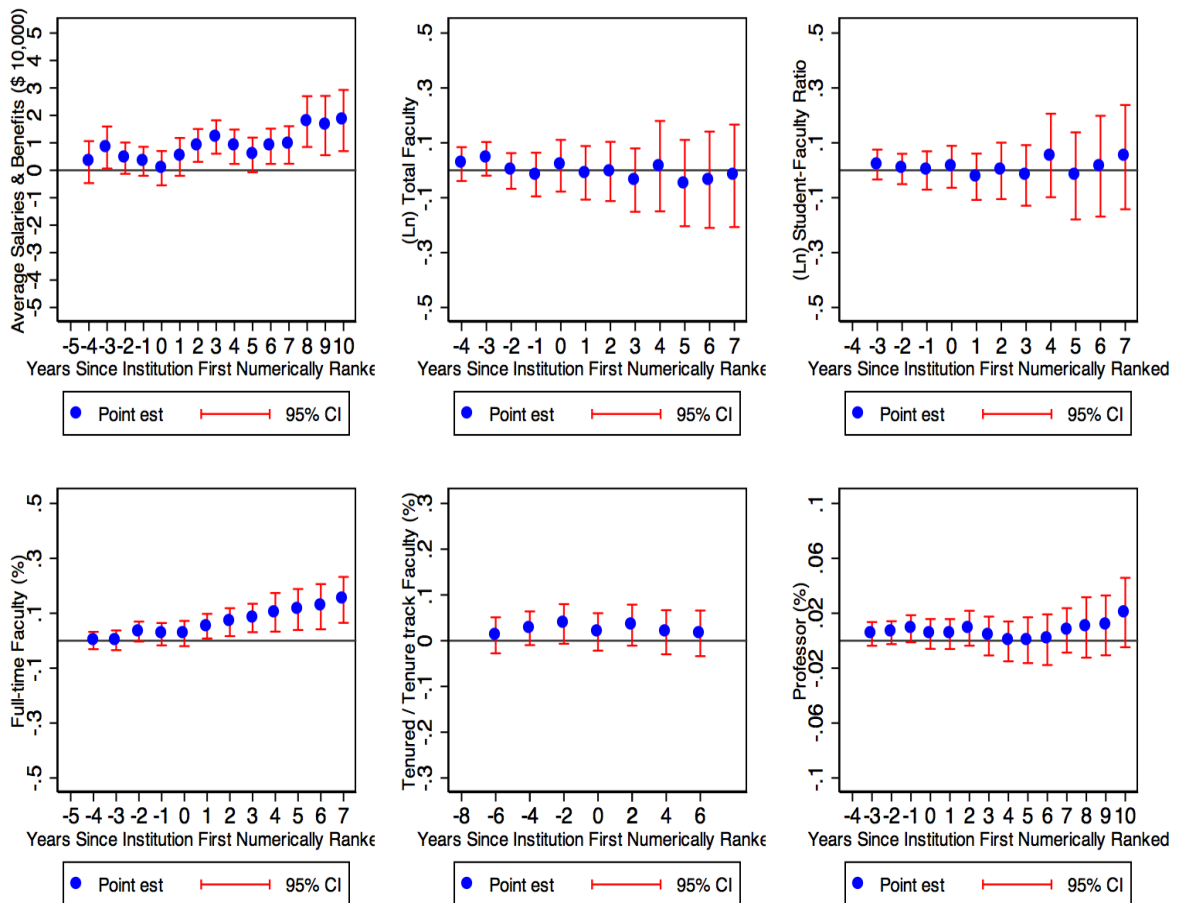 Average Salaries & Benefits ($ 10,000)
5
4
3
2
1
0
-1
-2
-3
-4
-5
-5 -4 -3 -2 -1 0 1 2 3 4 5 6 7 8 9 10
Years Since Institution First Numerically Ranke
Point est 95% CI
(Ln) Total Faculty
.5
.3
.1
-.1
-.3
-.5
-4 -3 -2 -1 0 1 2 3 4 5 6 7
Years Since Institution First Numerically Ranke
Point est 95% CI
(Ln) Student-Faculty Ratio
.5
.3
.1
-.1
-.3
-.5
-4 -3 -2 -1 0 1 2 3 4 5 6 7
Years Since Institution First Numerically Ranked
Point est 95% CI
Full-time Faculty (%)
.5
.3
.1
-.1
-.3
-.5
-5 -4 -3 -2 -1 0 1 2 3 4 5 6 7
Years Since Institution First Numerically Ranke
Point est 95% CI
Tenured / Tenure track Faculty (%)
.3
.2
.1
0
-.1
-.2
-.3
-8 -6 -4 -2 0 2 4 6
Years Since Institution First Numerically Ranke
Point est 95% CI
Professor (%)
.1
.06
.02
-.02
-.06
-.1
-4 -3 -2 -1 0 1 2 3 4 5 6 7 8 9 10
Years Since Institution First Numerically Ranked
Point est 95% CI